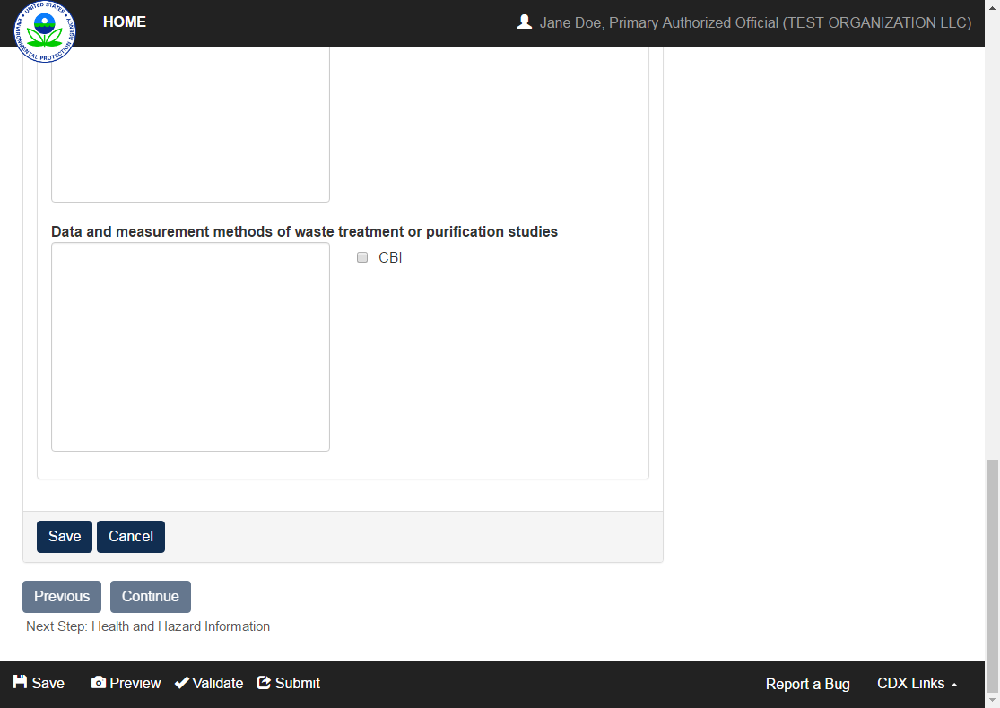 UNITED STATES
ENVIRONMENTAL PROTECTION AGENCY
HOME
Jane Doe, Primary Authorized Official (TEST ORGANIZATION LLC)
Data and measurement methods of waste treatment or purification studies
CBI
Save Cancel
Previous Continue
Next Step: Health and Hazard Information
Save Preview Validate Submit Report a Bug CDX Links